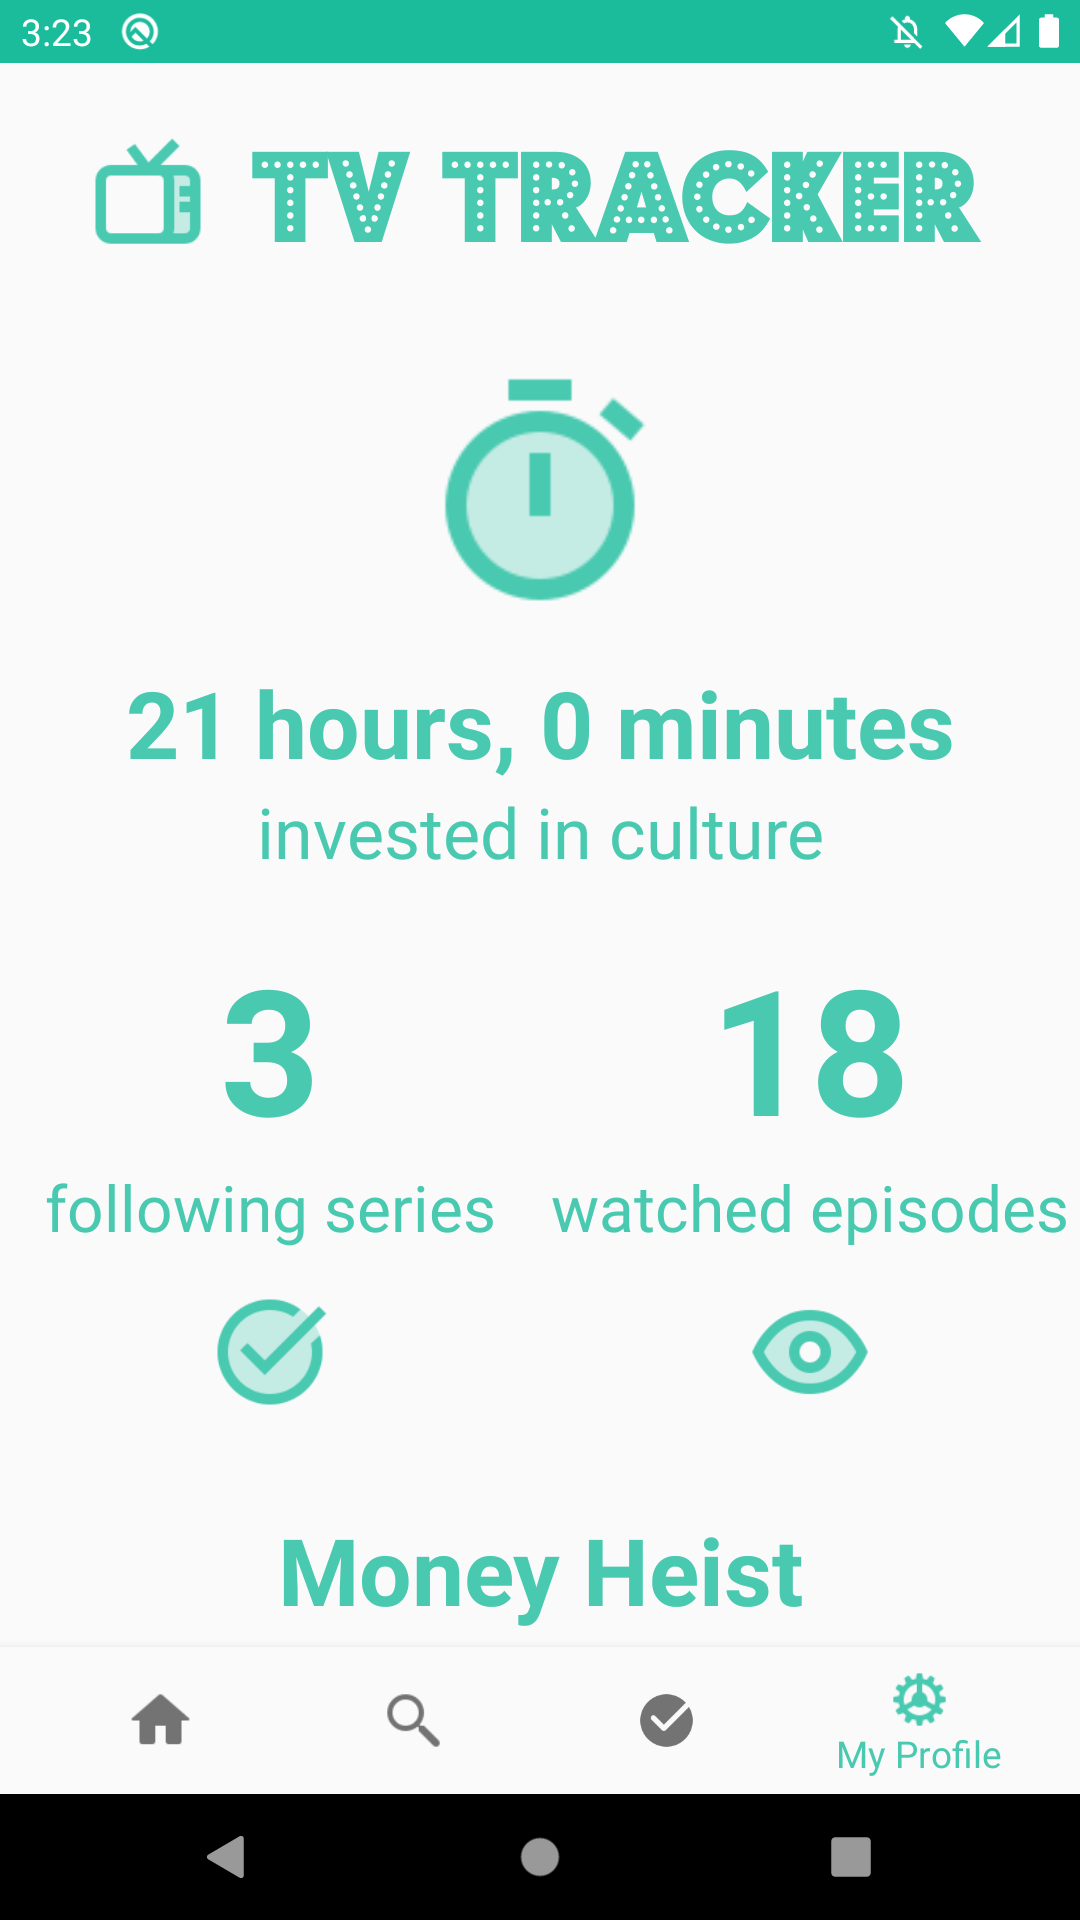 3:23
TV TRACKER
21 hours, 0 minutes
invested in culture
3 18
following series watched episodes
Money Heist
My Profile